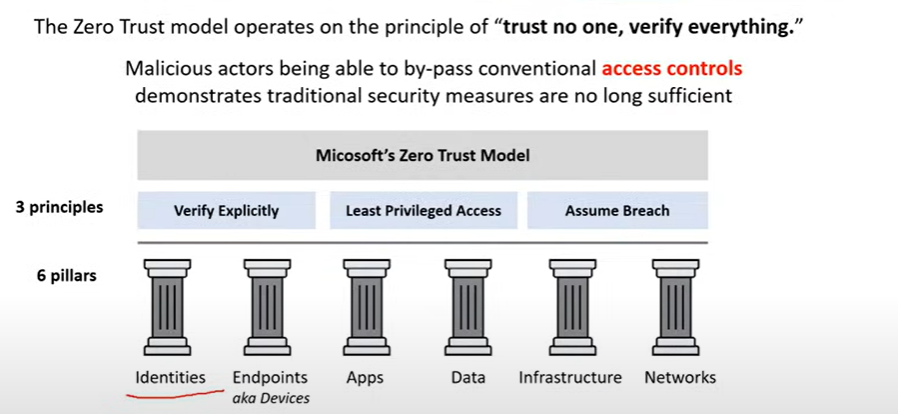 The Zero Trust model operates on the principle of “trust no one, verify everything.”
Malicious actors being able to by-pass conventional access controls
demonstrates traditional security measures are no long sufficient
Micosoft’s Zero Trust Model
3 principles
Verify Explicitly
Least Privileged Access
Assume Breach
6 pillars
Identities
Endpoints
aka Devices
Apps
Data
Infrastructure
Networks